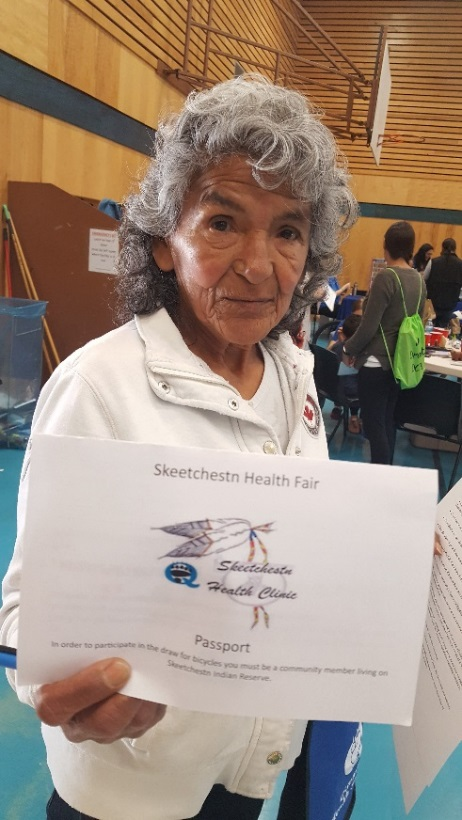 Skeetchestn Health Fair
Skeetchestn
Health Clinic
Passport
In order to participate in the draw for bicycles you must be a community member living on
Skeetchestn Indian Reserve.